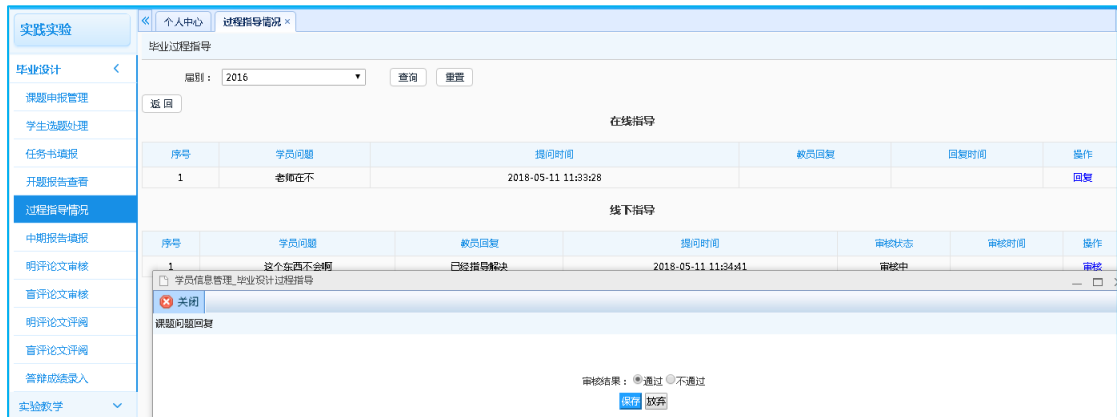 实践实验
毕业设计
课题申报管理
学生选题处理
任务书填报
开题报告查看
过程指导情况
中期报告填报
明评论文审核
盲评论文审核
明评论文评阅
盲评论文评阅
答辩成绩录入
实验教学
个人中心 过程指导情况 ×
毕业过程指导
届别： 2016 查询 重置
返回
在线指导
序号 学员问题 提问时间 教员回复 回复时间 操作
1 老师在不 2018-05-11 11:33:28 回复
线下指导
序号 学员问题 教员回复 提问时间 审核状态 审核时间 操作
1 这个东西不会啊 已经指导解决 2018-05-11 11:34:41 审核中 审核
学员信息管理_毕业设计过程指导
关闭
课题问题回复
审核结果： 通过 不通过
保存 放弃